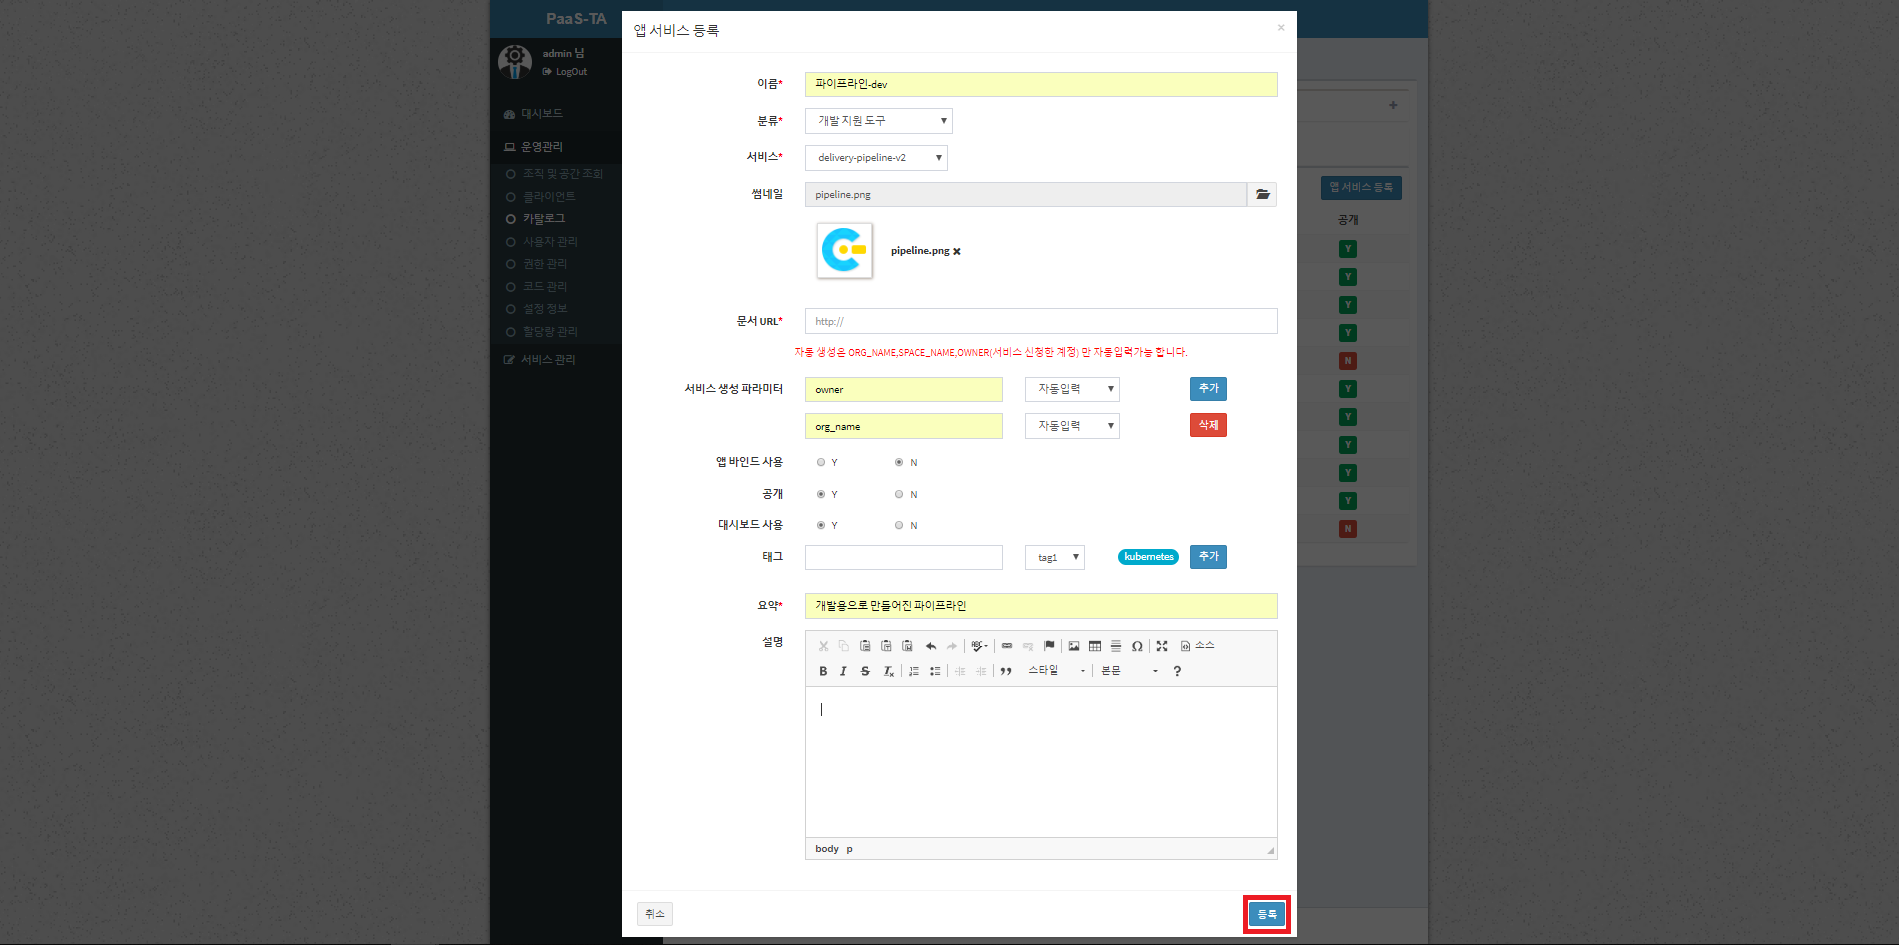 PaaS-TA
admin 님
LogOut
대시보드
운영관리
조직 및 공간 조회
클라이언트
카탈로그
사용자 관리
권한 관리
코드 관리
설정 정보
할당량 관리
서비스 관리
앱 서비스 등록 ×
이름* 파이프라인-dev
분류* 개발 지원 도구
서비스* delivery-pipeline-v2
썸네일 pipeline.png
pipeline.png
문서 URL* http://
자동 생성은 ORG_NAME,SPACE_NAME,OWNER(서비스 신청한 계정) 만 자동입력가능 합니다.
서비스 생성 파라미터 owner 자동입력 추가
org_name 자동입력 삭제
앱 바인드 사용 Y N
공개 Y N
대시보드 사용 Y N
태그 tag1 kubernetes 추가
요약* 개발용으로 만들어진 파이프라인
설명
ABC 소스
B I S Tx 스타일 본문 ?
body p
취소 등록
앱 서비스 등록
공개
Y
Y
Y
Y
N
Y
Y
Y
Y
Y
N